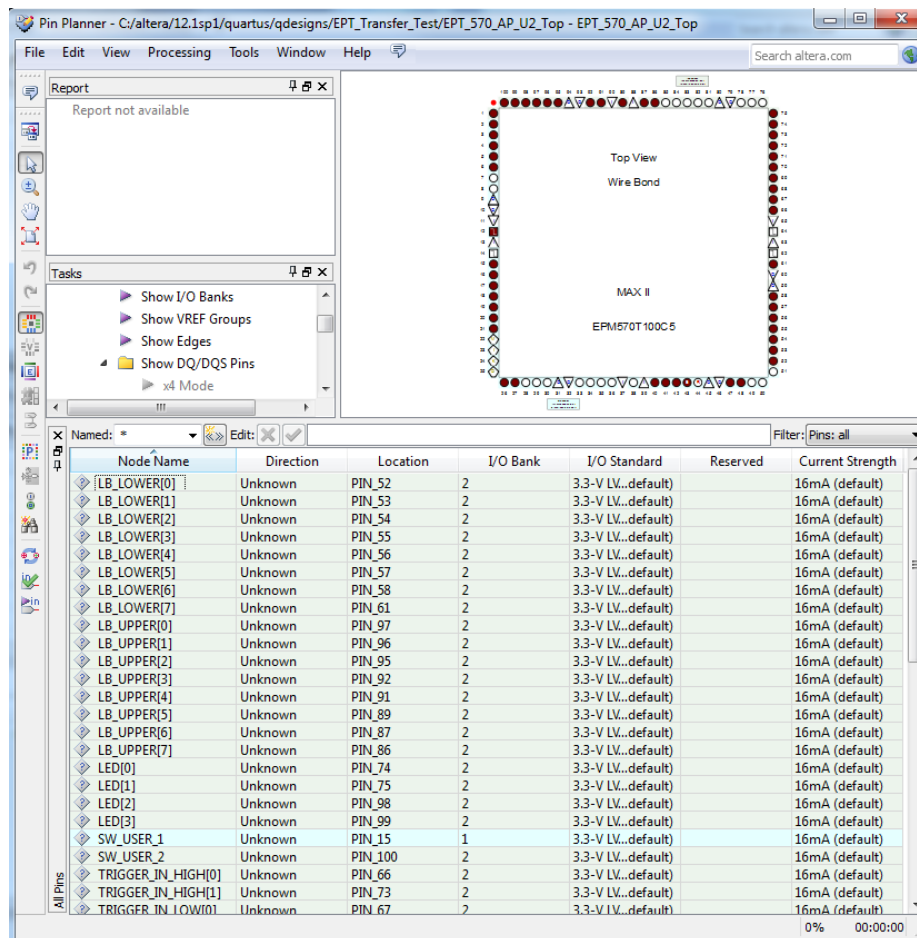 Pin Planner - C:/altera/12.1sp1/quartus/qdesigns/EPT_Transfer_Test/EPT_570_AP_U2_Top - EPT_570_AP_U2_Top
File Edit View Processing Tools Window Help
Search altera.com
Report
Report not available
Tasks
Show I/O Banks
Show VREF Groups
Show Edges
Show DQ/DQS Pins
x4 Mode
Top View
Wire Bond
MAX II
EPM570T100C5
Named: * Edit: Filter: Pins: all
Node Name Direction Location I/O Bank I/O Standard Reserved Current Strength
LB_LOWER[0] Unknown PIN_52 2 3.3-V LV...default) 16mA (default)
LB_LOWER[1] Unknown PIN_53 2 3.3-V LV...default) 16mA (default)
LB_LOWER[2] Unknown PIN_54 2 3.3-V LV...default) 16mA (default)
LB_LOWER[3] Unknown PIN_55 2 3.3-V LV...default) 16mA (default)
LB_LOWER[4] Unknown PIN_56 2 3.3-V LV...default) 16mA (default)
LB_LOWER[5] Unknown PIN_57 2 3.3-V LV...default) 16mA (default)
LB_LOWER[6] Unknown PIN_58 2 3.3-V LV...default) 16mA (default)
LB_LOWER[7] Unknown PIN_61 2 3.3-V LV...default) 16mA (default)
LB_UPPER[0] Unknown PIN_97 2 3.3-V LV...default) 16mA (default)
LB_UPPER[1] Unknown PIN_96 2 3.3-V LV...default) 16mA (default)
LB_UPPER[2] Unknown PIN_95 2 3.3-V LV...default) 16mA (default)
LB_UPPER[3] Unknown PIN_92 2 3.3-V LV...default) 16mA (default)
LB_UPPER[4] Unknown PIN_91 2 3.3-V LV...default) 16mA (default)
LB_UPPER[5] Unknown PIN_89 2 3.3-V LV...default) 16mA (default)
LB_UPPER[6] Unknown PIN_87 2 3.3-V LV...default) 16mA (default)
LB_UPPER[7] Unknown PIN_86 2 3.3-V LV...default) 16mA (default)
LED[0] Unknown PIN_74 2 3.3-V LV...default) 16mA (default)
LED[1] Unknown PIN_75 2 3.3-V LV...default) 16mA (default)
LED[2] Unknown PIN_98 2 3.3-V LV...default) 16mA (default)
LED[3] Unknown PIN_99 2 3.3-V LV...default) 16mA (default)
SW_USER_1 Unknown PIN_15 1 3.3-V LV...default) 16mA (default)
SW_USER_2 Unknown PIN_100 2 3.3-V LV...default) 16mA (default)
TRIGGER_IN_HIGH[0] Unknown PIN_66 2 3.3-V LV...default) 16mA (default)
TRIGGER_IN_HIGH[1] Unknown PIN_73 2 3.3-V LV...default) 16mA (default)
TRIGGER_IN_LOW[0] Unknown PIN_67 2 3.3-V LV...default) 16mA (default)
All Pins
0% 00:00:00